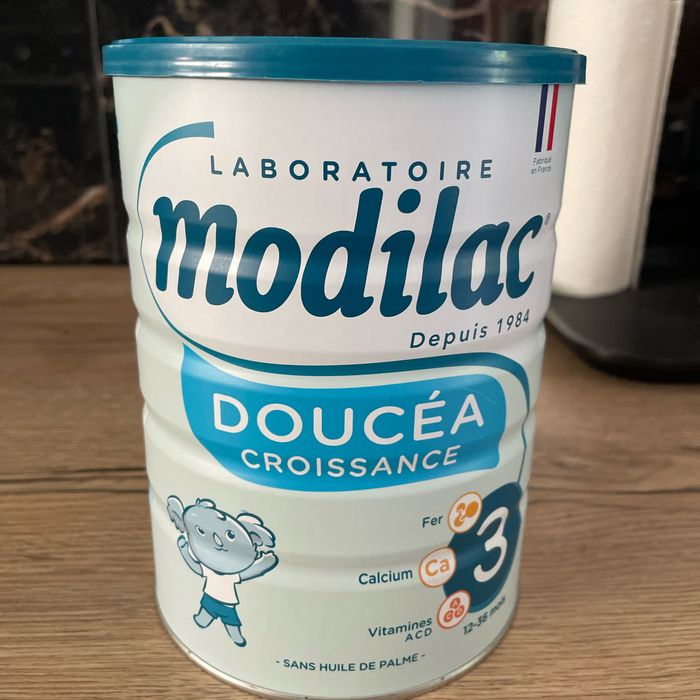 Fabriqué
en France
LABORATOIRE
modilac®
Depuis 1984
DOUCÉA
CROISSANCE
Fer
Calcium Ca
3
Vitamines
A C D
12-36 mois
- SANS HUILE DE PALME -